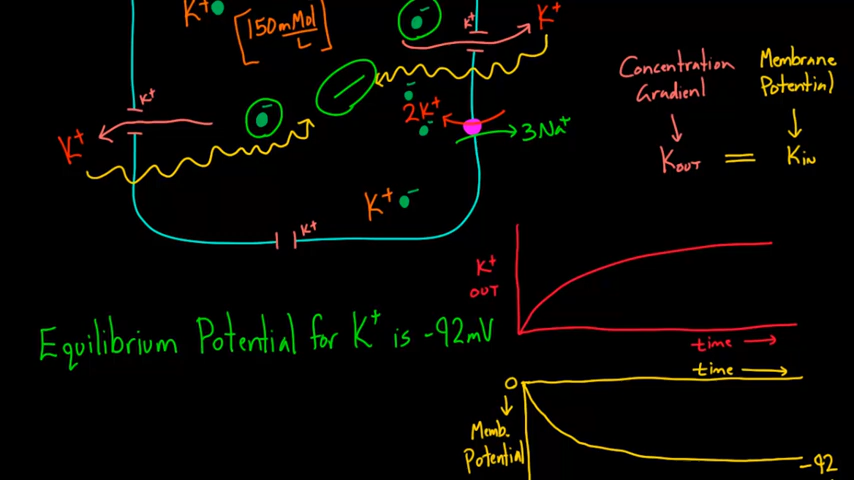 K+
[150 mMol/L]
K+
K+
K+
2K+
3Na+
K+
K+
K+
Concentration
Gradient
Kout
=
Membrane
Potential
Kin
Equilibrium Potential for K+ is -92mV
K+
OUT
time
time
0
Memb.
Potential
-92